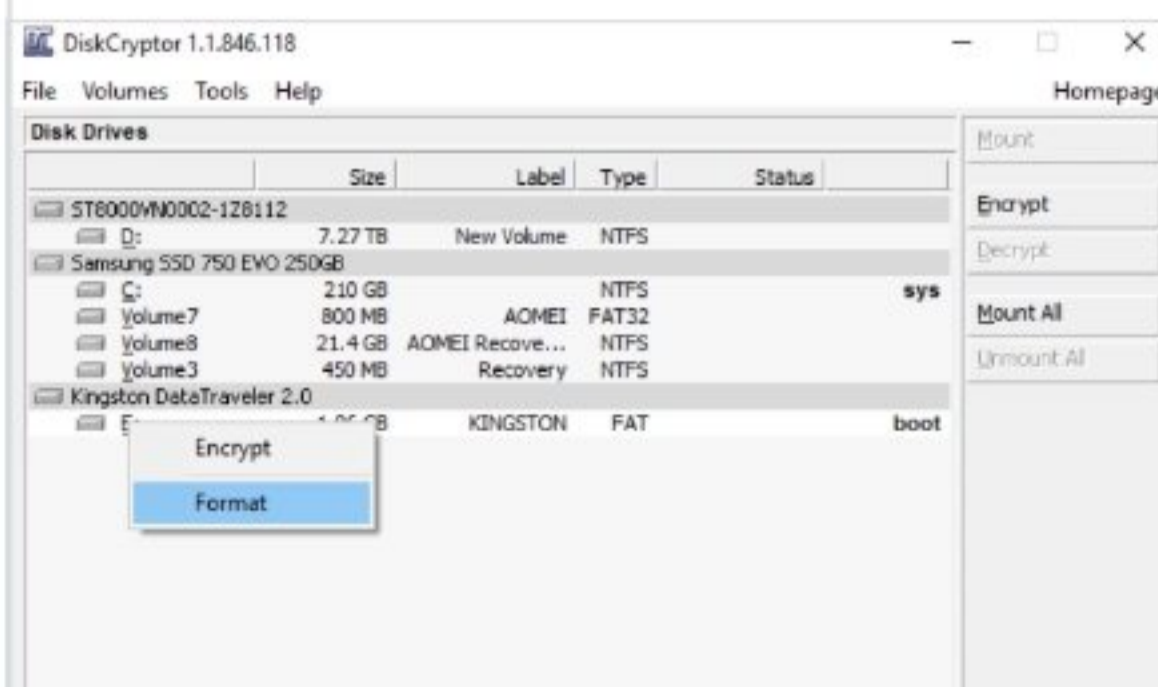 DiskCryptor 1.1.846.118
File Volumes Tools Help Homepage
Disk Drives
Size Label Type Status
ST8000VN0002-1Z8112
D: 7.27 TB New Volume NTFS
Samsung SSD 750 EVO 250GB
C: 210 GB NTFS sys
Volume7 800 MB AOMEI FAT32
Volume8 21.4 GB AOMEI Recove... NTFS
Volume3 450 MB Recovery NTFS
Kingston DataTraveler 2.0
KINGSTON FAT boot
Encrypt
Format
Mount
Encrypt
Decrypt
Mount All
Unmount All